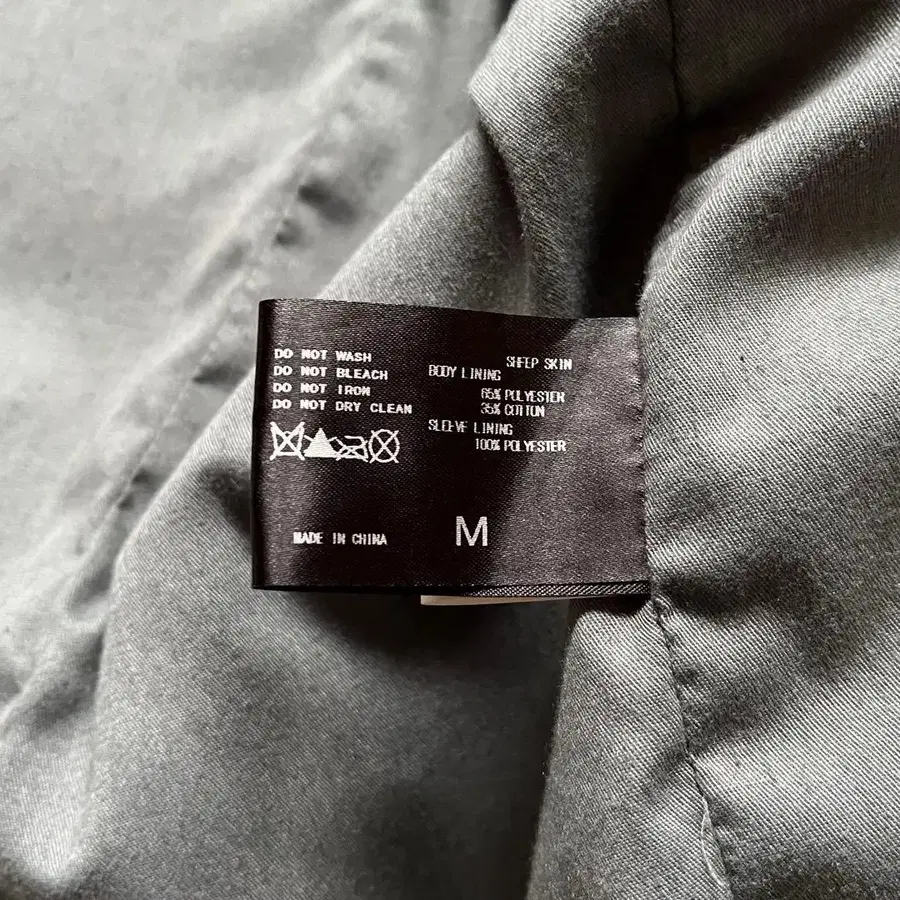 DO NOT WASH
DO NOT BLEACH
DO NOT IRON
DO NOT DRY CLEAN
MADE IN CHINA
SHEEP SKIN
BODY LINING
65% POLYESTER
35% COTTON
SLEEVE LINING
100% POLYESTER
M